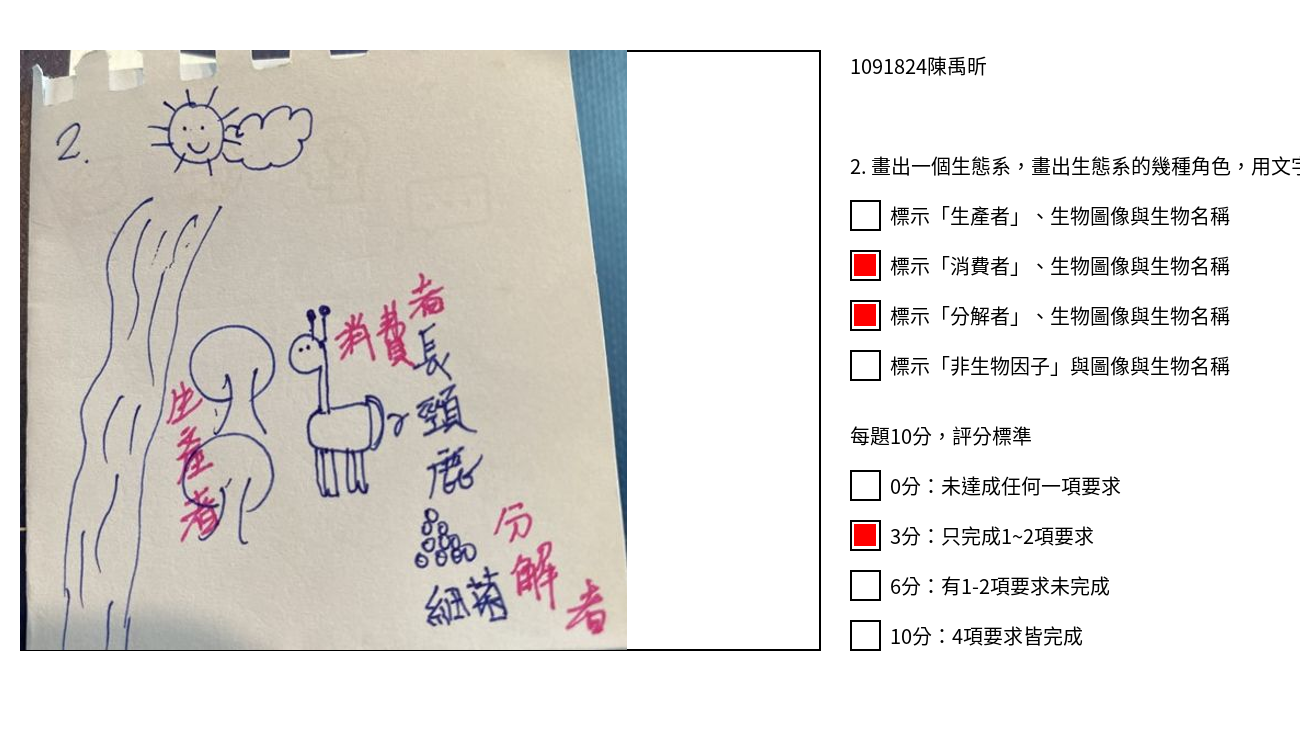 2.
消費者
長頸鹿
生產者
分解者
細菌
1091824陳禹昕
2. 畫出一個生態系，畫出生態系的幾種角色，用文字
標示「生產者」、生物圖像與生物名稱
標示「消費者」、生物圖像與生物名稱
標示「分解者」、生物圖像與生物名稱
標示「非生物因子」與圖像與生物名稱
每題10分，評分標準
0分：未達成任何一項要求
3分：只完成1~2項要求
6分：有1-2項要求未完成
10分：4項要求皆完成